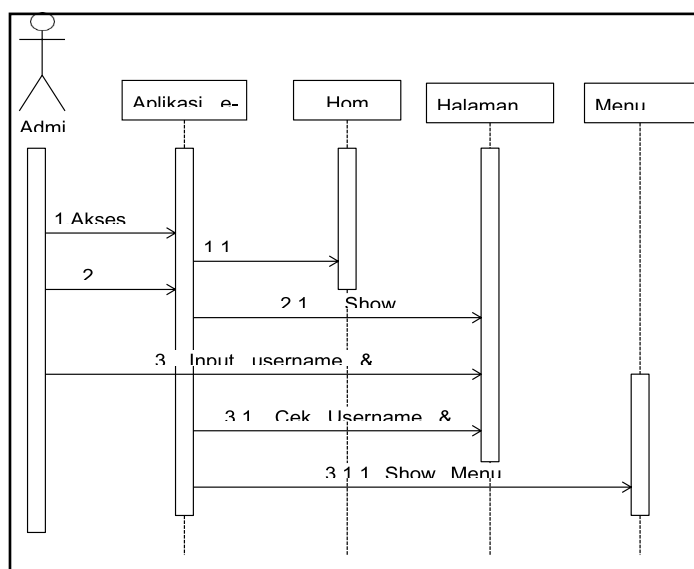 Aplikasi e-
Hom
Halaman
Menu
Admi
1 Akses
1 1
2
2 1 Show
3 Input username &
3 1 Cek Username &
3 1 1 Show Menu